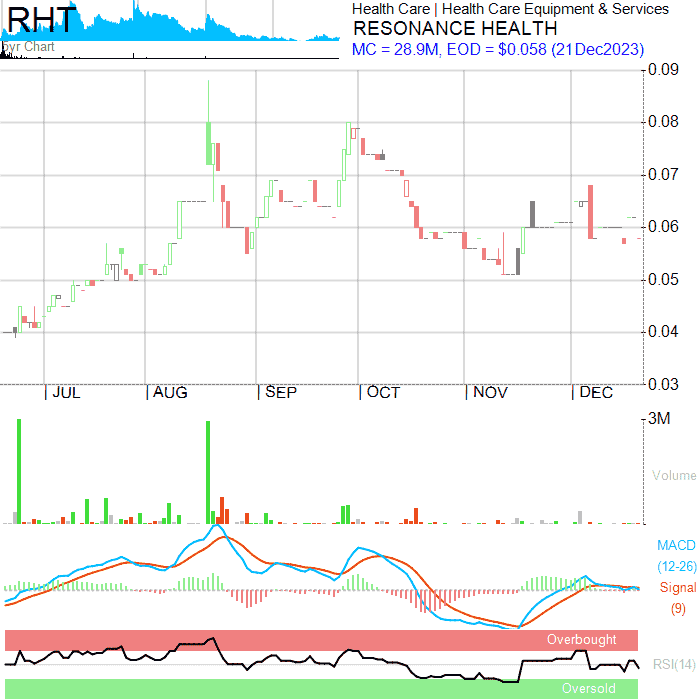 RHT
5yr Chart
Health Care | Health Care Equipment & Services
RESONANCE HEALTH
MC = 28.9M, EOD = $0.058 (21Dec2023)
0.09
0.08
0.07
0.06
0.05
0.04
0.03
| JUL | AUG | SEP | OCT | NOV | DEC
3M
Volume
MACD
(12-26)
Signal
(9)
Overbought
RSI(14)
Oversold